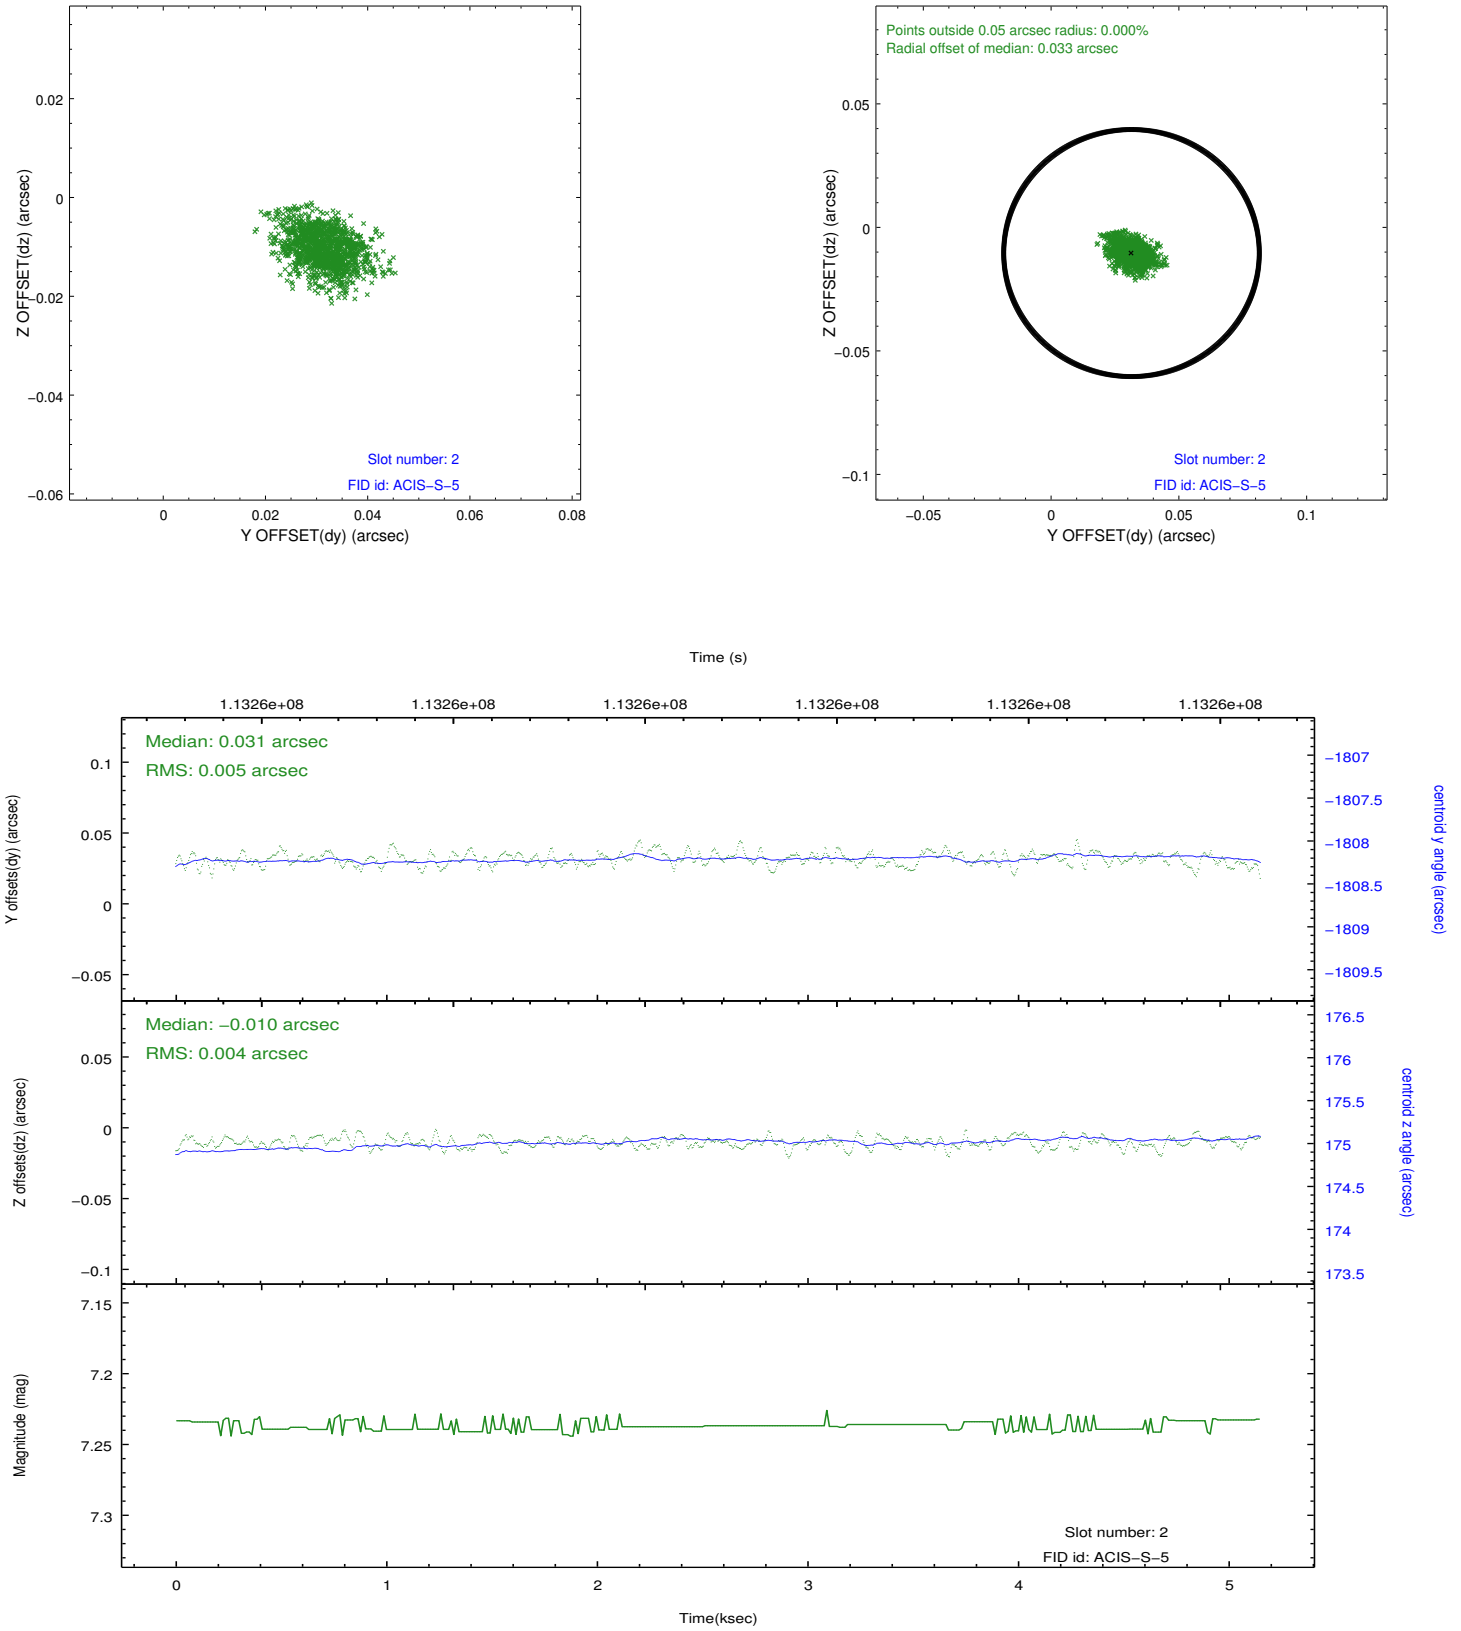 0.02
0
−0.02
−0.04
−0.06
Z OFFSET(dz) (arcsec)
Slot number: 2
FID id: ACIS−S−5
0 0.02 0.04 0.06 0.08
Y OFFSET(dy) (arcsec)
Points outside 0.05 arcsec radius: 0.000%
Radial offset of median: 0.033 arcsec
0.05
0
−0.05
−0.1
Z OFFSET(dz) (arcsec)
Slot number: 2
FID id: ACIS−S−5
−0.05 0 0.05 0.1
Y OFFSET(dy) (arcsec)
Time (s)
1.1326e+08 1.1326e+08 1.1326e+08 1.1326e+08 1.1326e+08 1.1326e+08
Median: 0.031 arcsec
RMS: 0.005 arcsec
0.1
0.05
0
−0.05
Y offsets(dy) (arcsec)
−1807
−1807.5
−1808
−1808.5
−1809
−1809.5
centroid y angle (arcsec)
Median: −0.010 arcsec
RMS: 0.004 arcsec
0.05
0
−0.05
−0.1
Z offsets(dz) (arcsec)
176.5
176
175.5
175
174.5
174
173.5
centroid z angle (arcsec)
7.15
7.2
7.25
7.3
Magnitude (mag)
Slot number: 2
FID id: ACIS−S−5
0 1 2 3 4 5
Time(ksec)